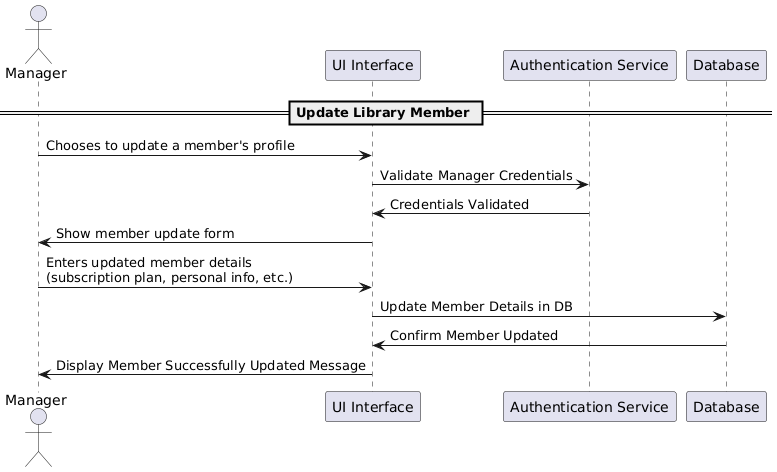 Manager
UI Interface
Authentication Service
Database
Update Library Member
Chooses to update a member's profile
Validate Manager Credentials
Credentials Validated
Show member update form
Enters updated member details
(subscription plan, personal info, etc.)
Update Member Details in DB
Confirm Member Updated
Display Member Successfully Updated Message
Manager
UI Interface
Authentication Service
Database